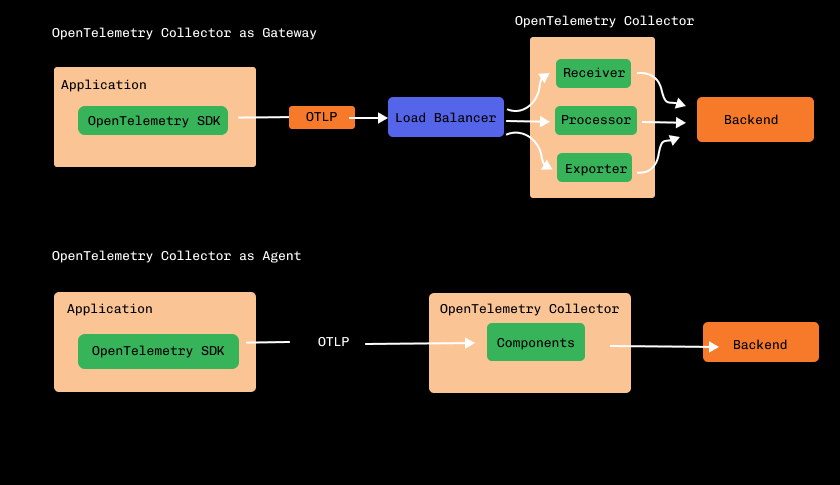 OpenTelemetry Collector
OpenTelemetry Collector as Gateway
Application
OpenTelemetry SDK
OTLP
Load Balancer
Receiver
Processor
Exporter
Backend
OpenTelemetry Collector as Agent
Application
OpenTelemetry SDK
OTLP
OpenTelemetry Collector
Components
Backend